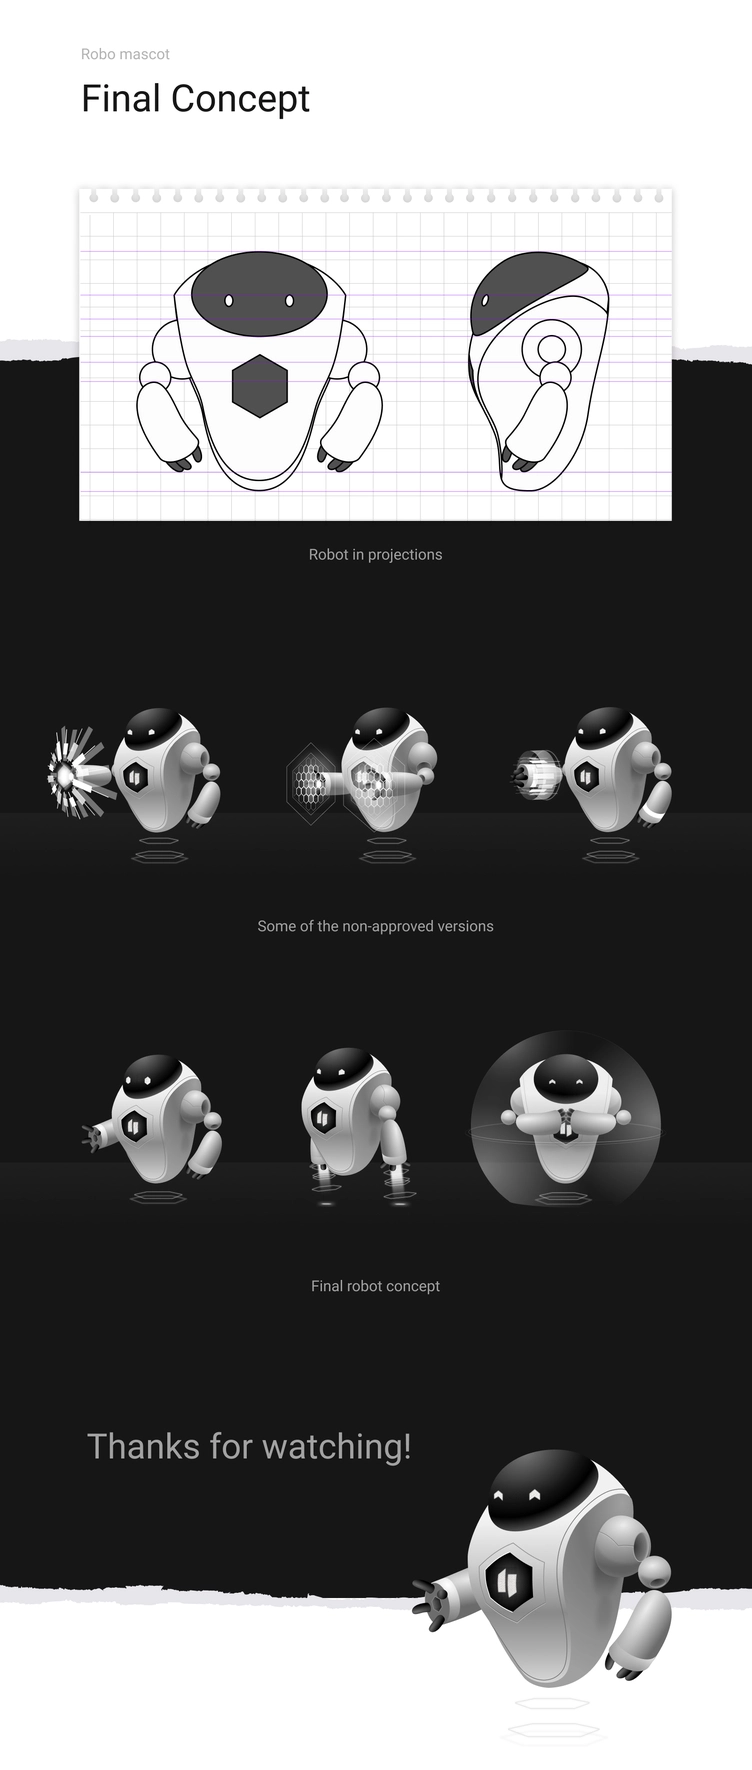 Robo mascot
Final Concept
Robot in projections
Some of the non-approved versions
Final robot concept
Thanks for watching!